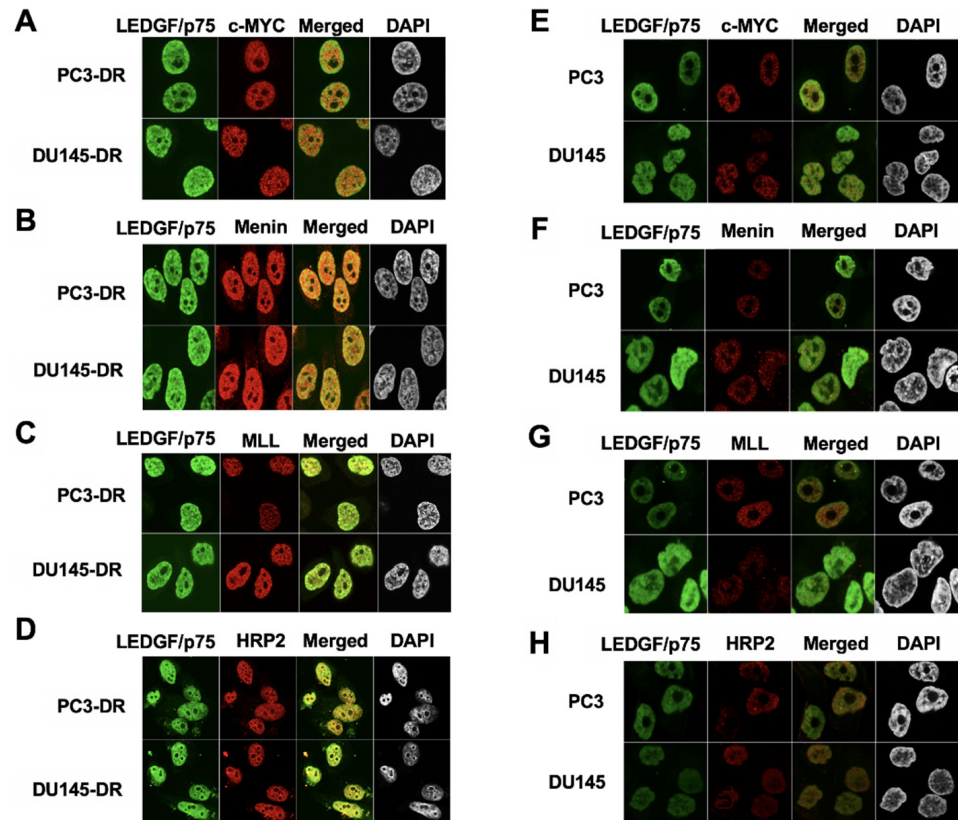 A
LEDGF/p75 c-MYC Merged DAPI
PC3-DR
DU145-DR
B
LEDGF/p75 Menin Merged DAPI
PC3-DR
DU145-DR
C
LEDGF/p75 MLL Merged DAPI
PC3-DR
DU145-DR
D
LEDGF/p75 HRP2 Merged DAPI
PC3-DR
DU145-DR
E
LEDGF/p75 c-MYC Merged DAPI
PC3
DU145
F
LEDGF/p75 Menin Merged DAPI
PC3
DU145
G
LEDGF/p75 MLL Merged DAPI
PC3
DU145
H
LEDGF/p75 HRP2 Merged DAPI
PC3
DU145